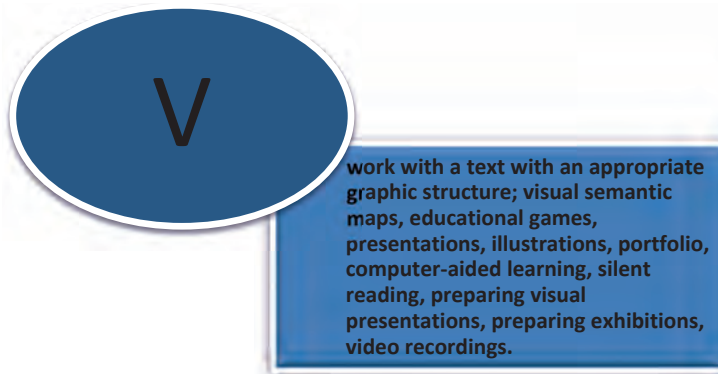 V
work with a text with an appropriate
graphic structure; visual semantic
maps, educational games,
presentations, illustrations, portfolio,
computer-aided learning, silent
reading, preparing visual
presentations, preparing exhibitions,
video recordings.